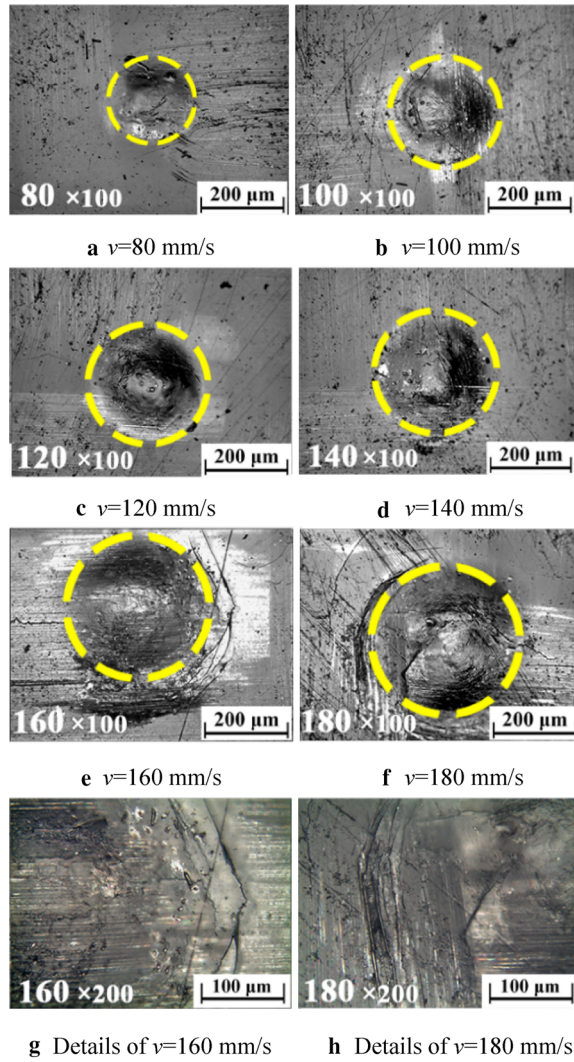 80 ×100
200 μm
a v=80 mm/s
100 ×100
200 μm
b v=100 mm/s
120 ×100
200 μm
c v=120 mm/s
140 ×100
200 μm
d v=140 mm/s
160 ×100
200 μm
e v=160 mm/s
180 ×100
200 μm
f v=180 mm/s
160 ×200
100 μm
g Details of v=160 mm/s
180 ×200
100 μm
h Details of v=180 mm/s